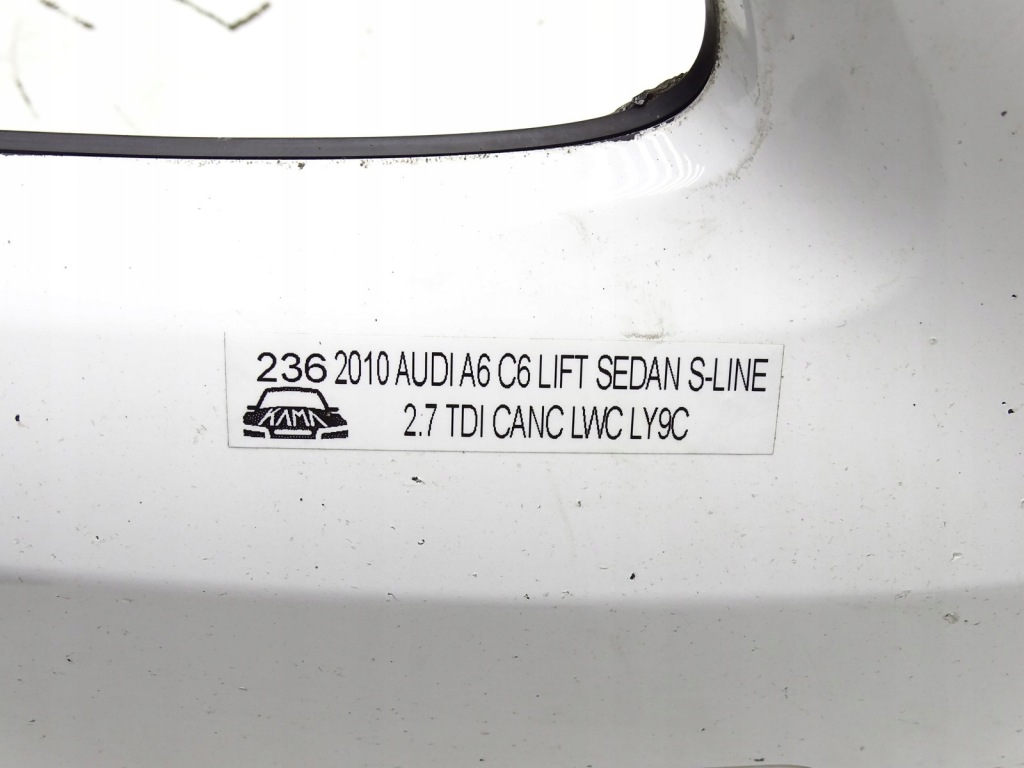 236 2010 AUDI A6 C6 LIFT SEDAN S-LINE
KAMA 2.7 TDI CANC LWC LY9C